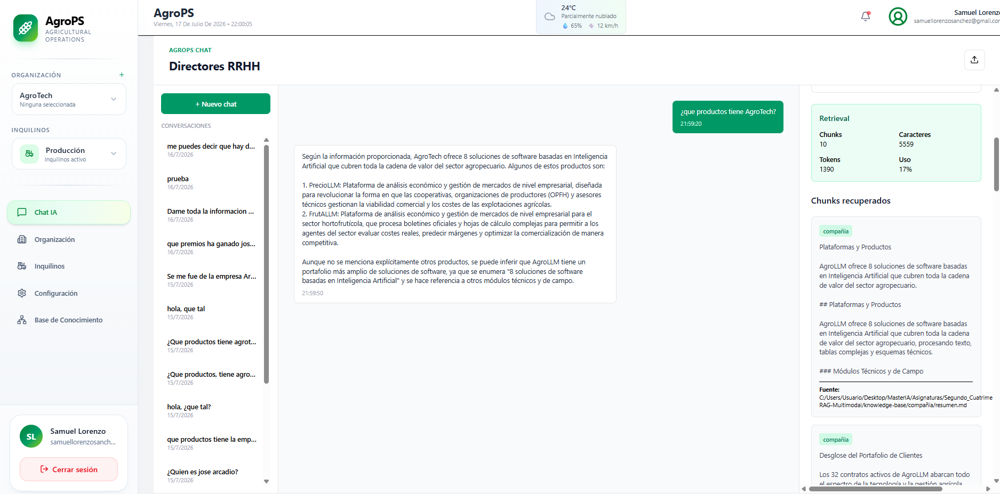 AgroPS
AGRICULTURAL
OPERATIONS
ORGANIZACIÓN
+
AgroTech
Ninguna seleccionada
INQUILINOS
Producción
Inquilinos activo
Chat IA
Organización
Inquilinos
Configuración
Base de Conocimiento
SL
Samuel Lorenzo
samuellorenzosanch...
Cerrar sesión
AgroPS
Viernes, 17 De Julio De 2026 • 22:00:05
24°C
Parcialmente nublado
65%
12 km/h
Samuel Lorenz
samuellorenzosanchez@gmail.co
AGROPS CHAT
Directores RRHH
+ Nuevo chat
CONVERSACIONES
me puedes decir que hay d...
16/7/2026
prueba
16/7/2026
Dame toda la informacion ...
16/7/2026
que premios ha ganado jos...
16/7/2026
Se me fue de la empresa Ar...
15/7/2026
hola, que tal
15/7/2026
¿Que productos tiene agrot...
15/7/2026
¿Que productos, tiene agro...
15/7/2026
hola, ¿que tal?
15/7/2026
que productos tiene la emp...
15/7/2026
¿Quien es jose arcadio?
15/7/2026
¿que productos tiene AgroTech?
21:59:20
Según la información proporcionada, AgroTech ofrece 8 soluciones de software basadas en Inteligencia
Artificial que cubren toda la cadena de valor del sector agropecuario. Algunos de estos productos son:
1. PrecioLLM: Plataforma de análisis económico y gestión de mercados de nivel empresarial, diseñada
para revolucionar la forma en que las cooperativas, organizaciones de productores (OPFH) y asesores
técnicos gestionan la viabilidad comercial y los costes de las explotaciones agrícolas.
2. FrutALLM: Plataforma de análisis económico y gestión de mercados de nivel empresarial para el
sector hortofrutícola, que procesa boletines oficiales y hojas de cálculo complejas para permitir a los
agentes del sector evaluar costes reales, predecir márgenes y optimizar la comercialización de manera
competitiva.
Aunque no se menciona explícitamente otros productos, se puede inferir que AgroLLM tiene un
portafolio más amplio de soluciones de software, ya que se enumera "8 soluciones de software
basadas en Inteligencia Artificial" y se hace referencia a otros módulos técnicos y de campo.
21:59:50
Retrieval
Chunks
Caracteres
10
5559
Tokens
Uso
1390
17%
Chunks recuperados
compañia
Plataformas y Productos
AgroLLM ofrece 8 soluciones de software basadas
en Inteligencia Artificial que cubren toda la cadena
de valor del sector agropecuario.
## Plataformas y Productos
AgroLLM ofrece 8 soluciones de software basadas
en Inteligencia Artificial que cubren toda la cadena
de valor del sector agropecuario, procesando texto,
tablas complejas y esquemas técnicos.
### Módulos Técnicos y de Campo
Fuente:
C:/Users/Usuario/Desktop/MasterIA/Asignaturas/Segundo_Cuatrime
RAG-Multimodal/knowledge-base/compañia/resumen.md
compañia
Desglose del Portafolio de Clientes
Los 32 contratos activos de AgroLLM abarcan todo
el espectro de la tecnología y la gestión agrícola